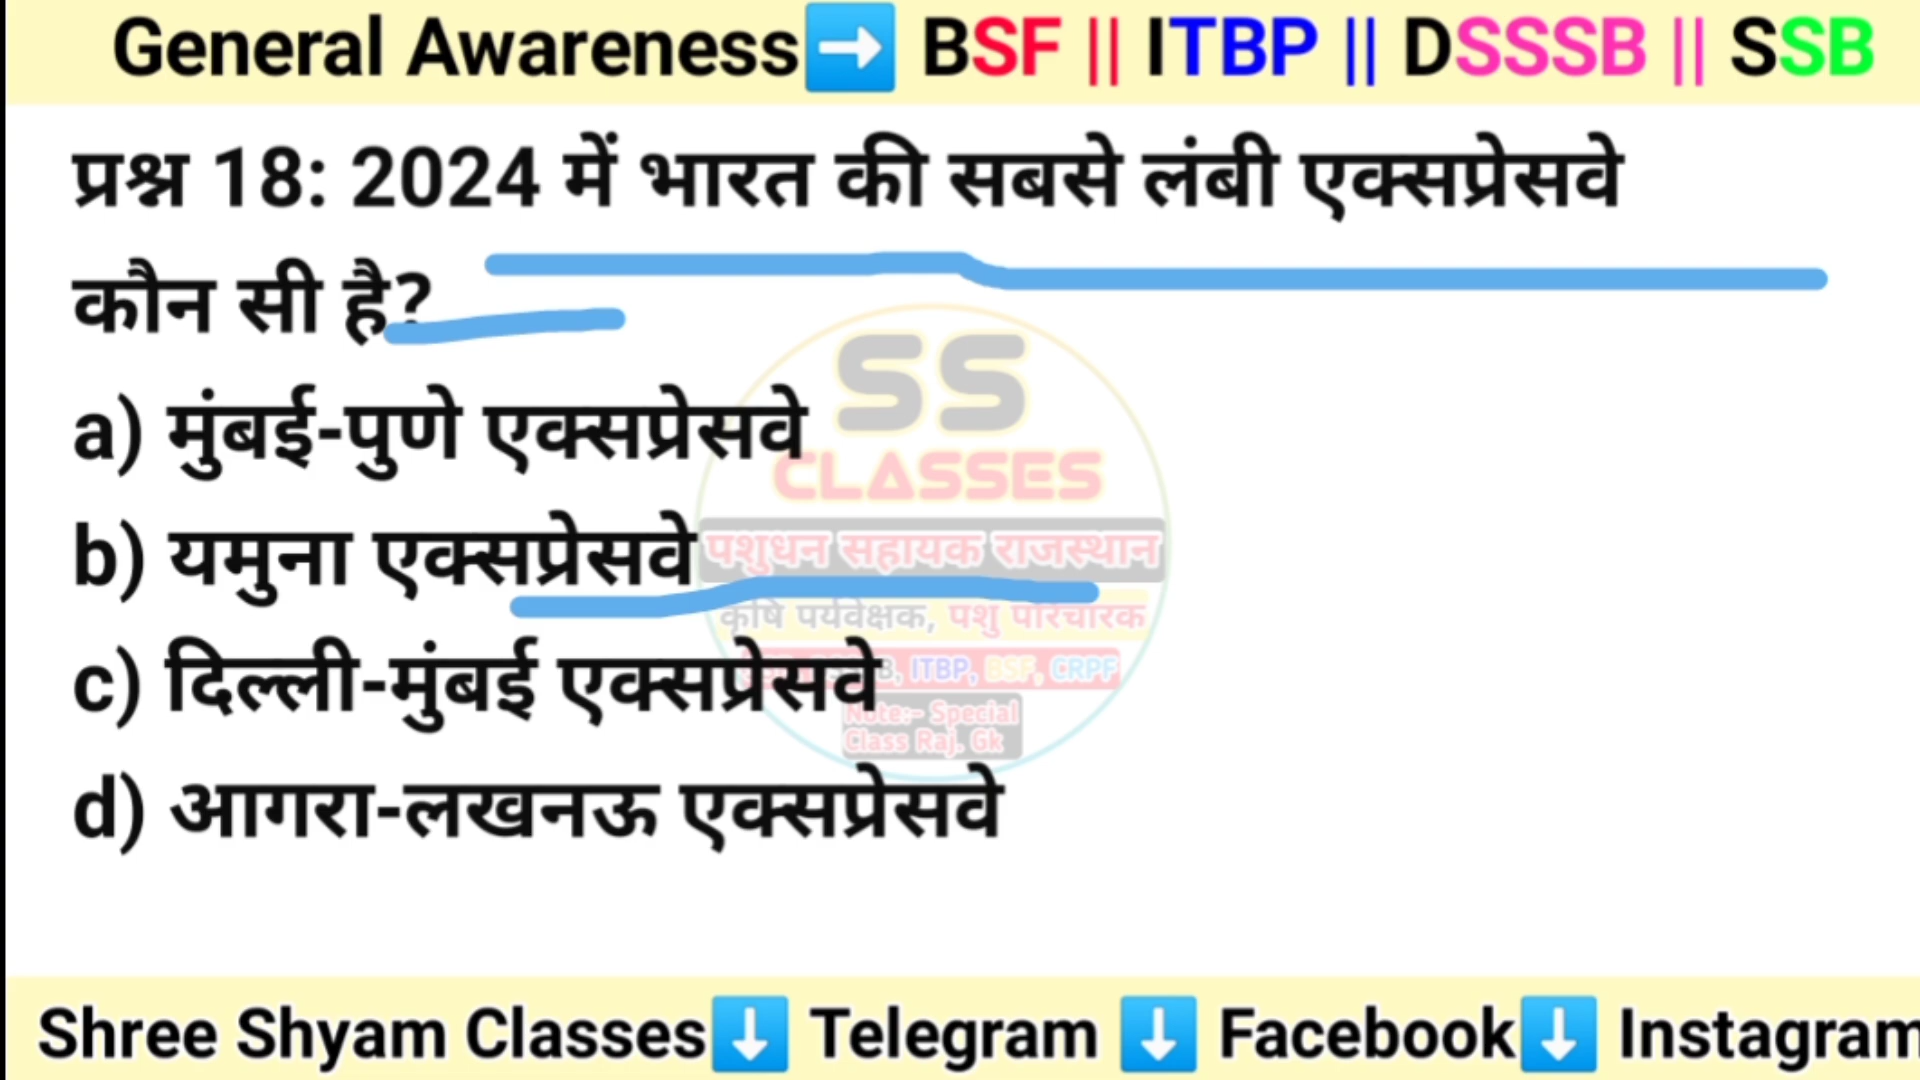 General Awareness➡️ BSF || ITBP || DSSSB || SSB
प्रश्न 18: 2024 में भारत की सबसे लंबी एक्सप्रेसवे
कौन सी है?
a) मुंबई-पुणे एक्सप्रेसवे
b) यमुना एक्सप्रेसवे
c) दिल्ली-मुंबई एक्सप्रेसवे
d) आगरा-लखनऊ एक्सप्रेसवे
SS
CLASSES
पशुधन सहायक राजस्थान
कृषि पर्यवेक्षक, पशु परिचारक
ITBP, BSF, CRPF
Note:- Special
Class Raj. Gk
Shree Shyam Classes⬇️ Telegram ⬇️ Facebook⬇️ Instagram